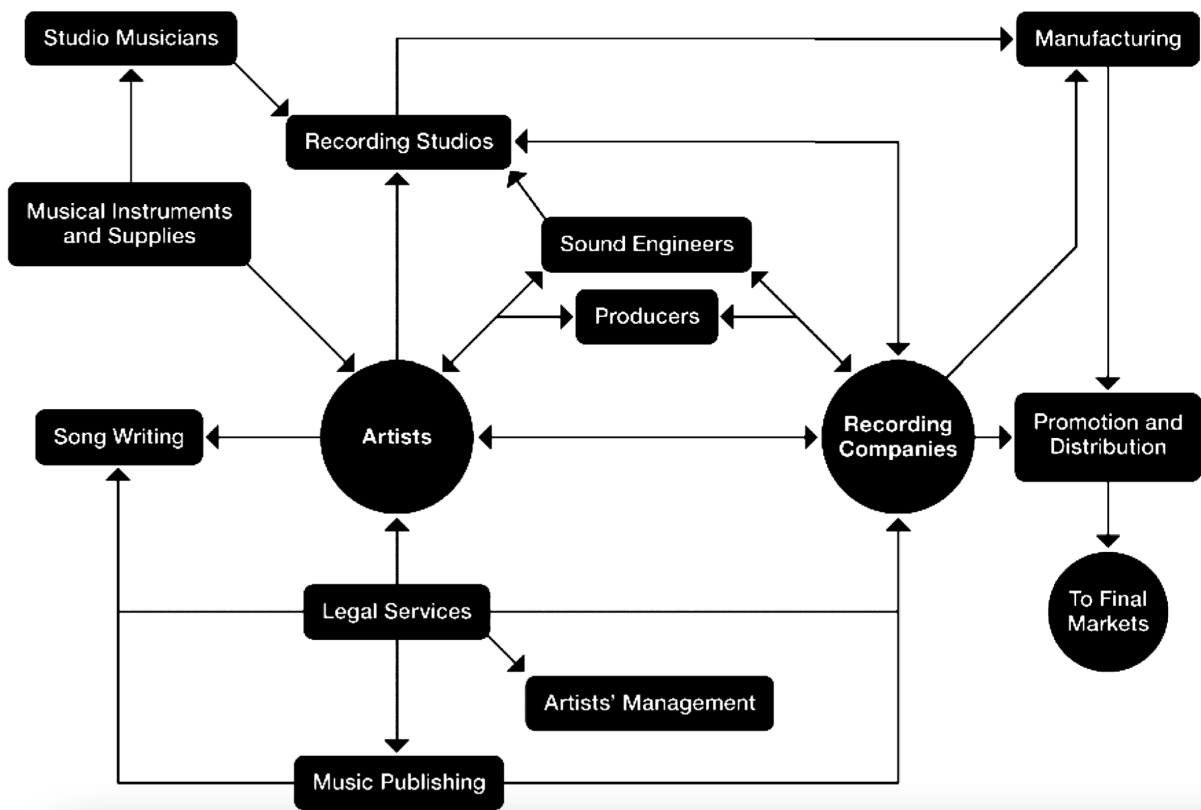 Studio Musicians
Manufacturing
Recording Studios
Musical Instruments
and Supplies
Sound Engineers
Producers
Song Writing
Artists
Recording
Companies
Promotion and
Distribution
Legal Services
To Final
Markets
Artists’ Management
Music Publishing